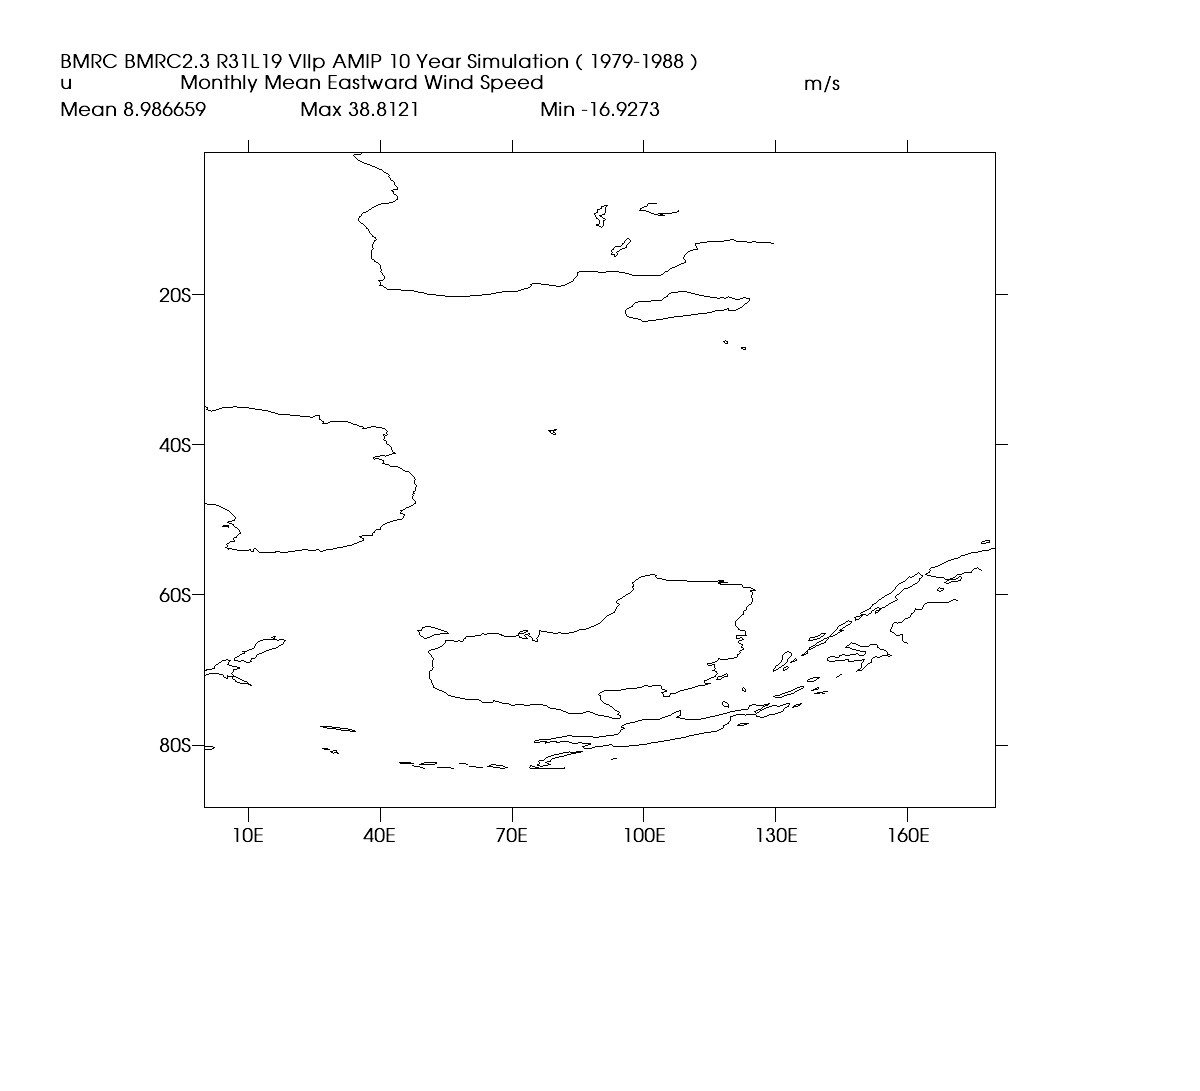 BMRC BMRC2.3 R31L19 VIIp AMIP 10 Year Simulation ( 1979-1988 )
u Monthly Mean Eastward Wind Speed m/s
Mean 8.986659 Max 38.8121 Min -16.9273
20S
40S
60S
80S
10E 40E 70E 100E 130E 160E